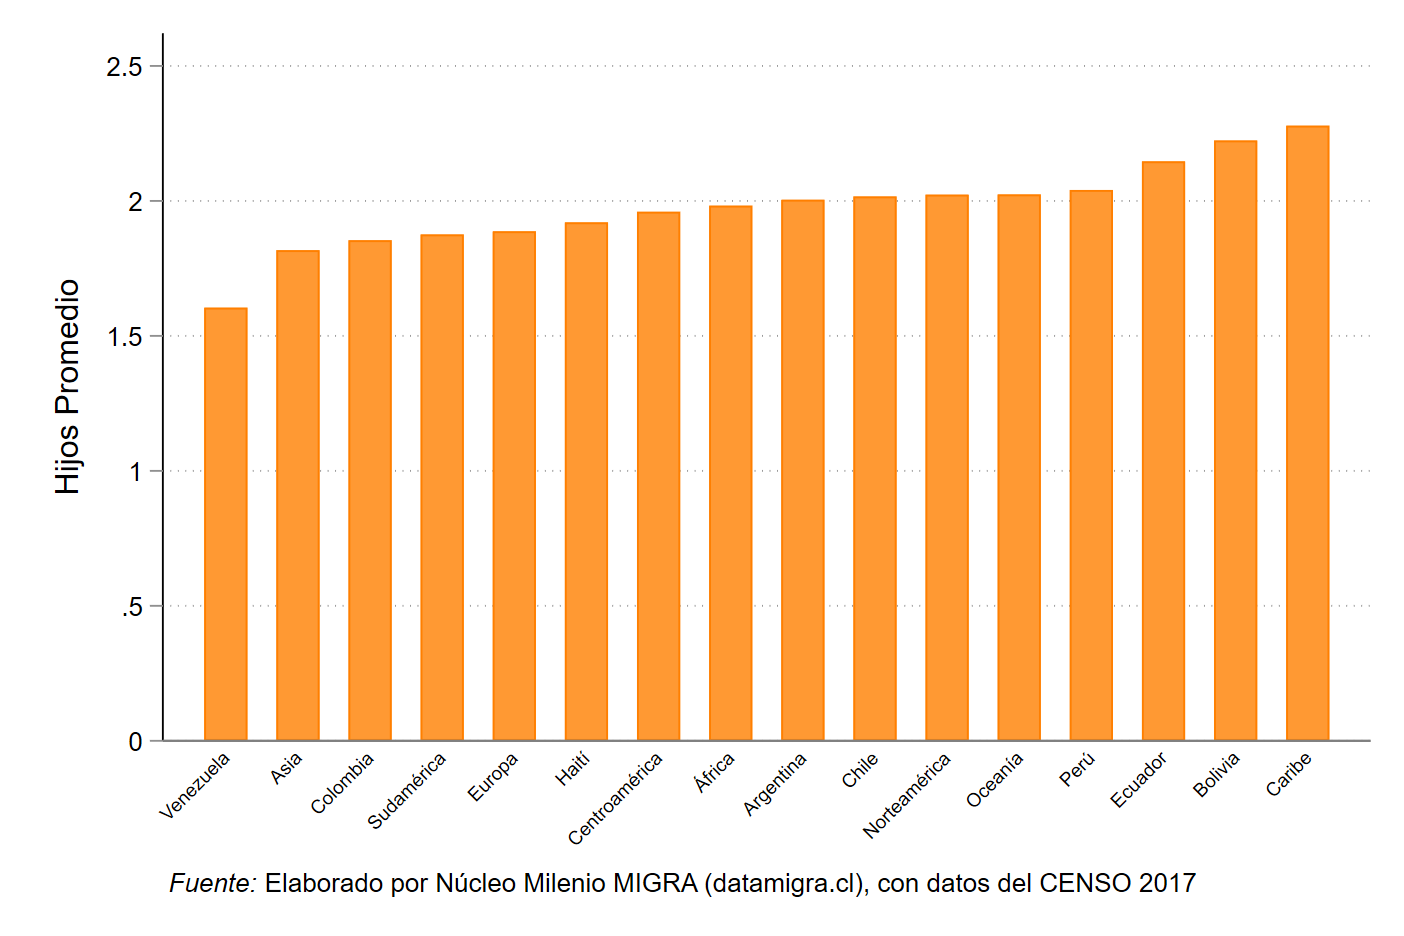 2.5
2
1.5
1
.5
0
Hijos Promedio
Venezuela
Asia
Colombia
Sudamérica
Europa
Haití
Centroamérica
África
Argentina
Chile
Norteamérica
Oceanía
Perú
Ecuador
Bolivia
Caribe
Fuente: Elaborado por Núcleo Milenio MIGRA (datamigra.cl), con datos del CENSO 2017